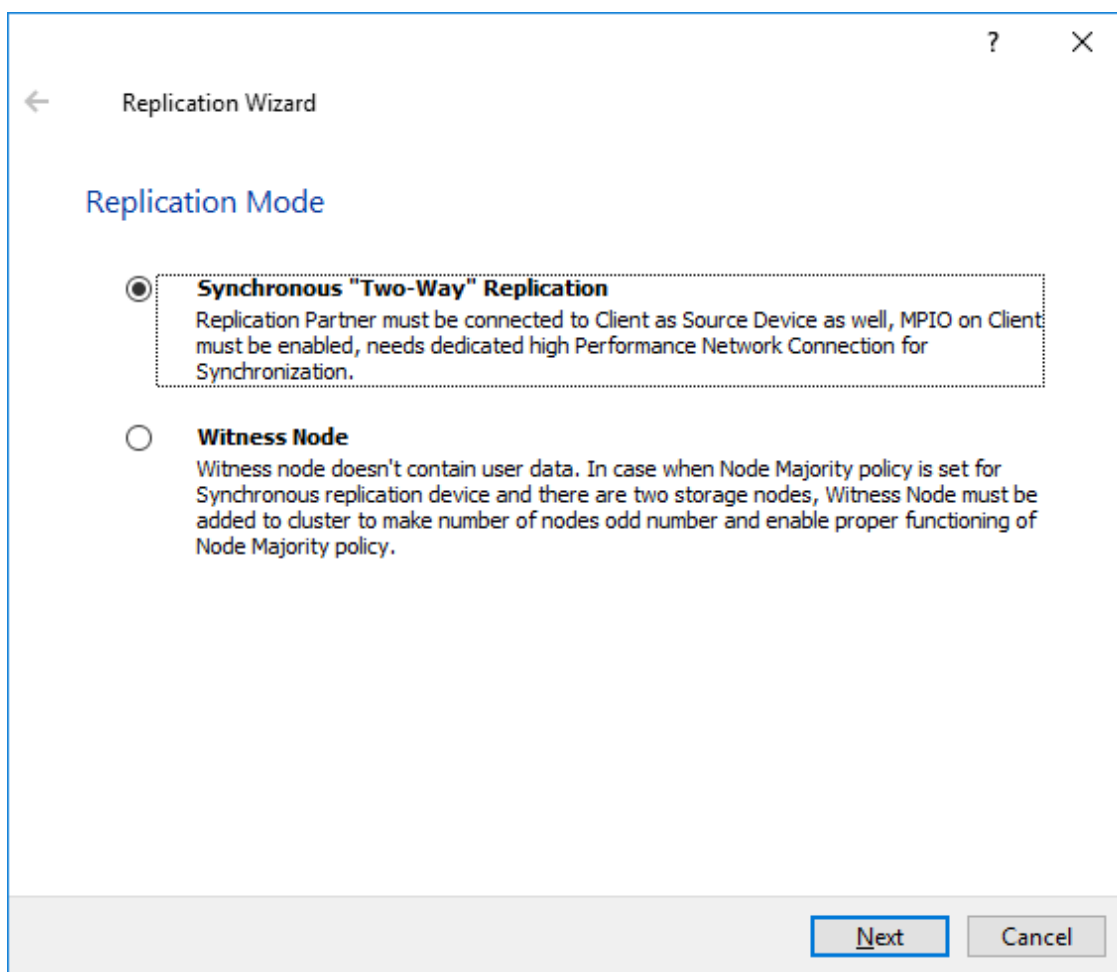 ?
Replication Wizard
Replication Mode
Synchronous "Two-Way" Replication
Replication Partner must be connected to Client as Source Device as well, MPIO on Client
must be enabled, needs dedicated high Performance Network Connection for
Synchronization.
Witness Node
Witness node doesn't contain user data. In case when Node Majority policy is set for
Synchronous replication device and there are two storage nodes, Witness Node must be
added to cluster to make number of nodes odd number and enable proper functioning of
Node Majority policy.
Next
Cancel